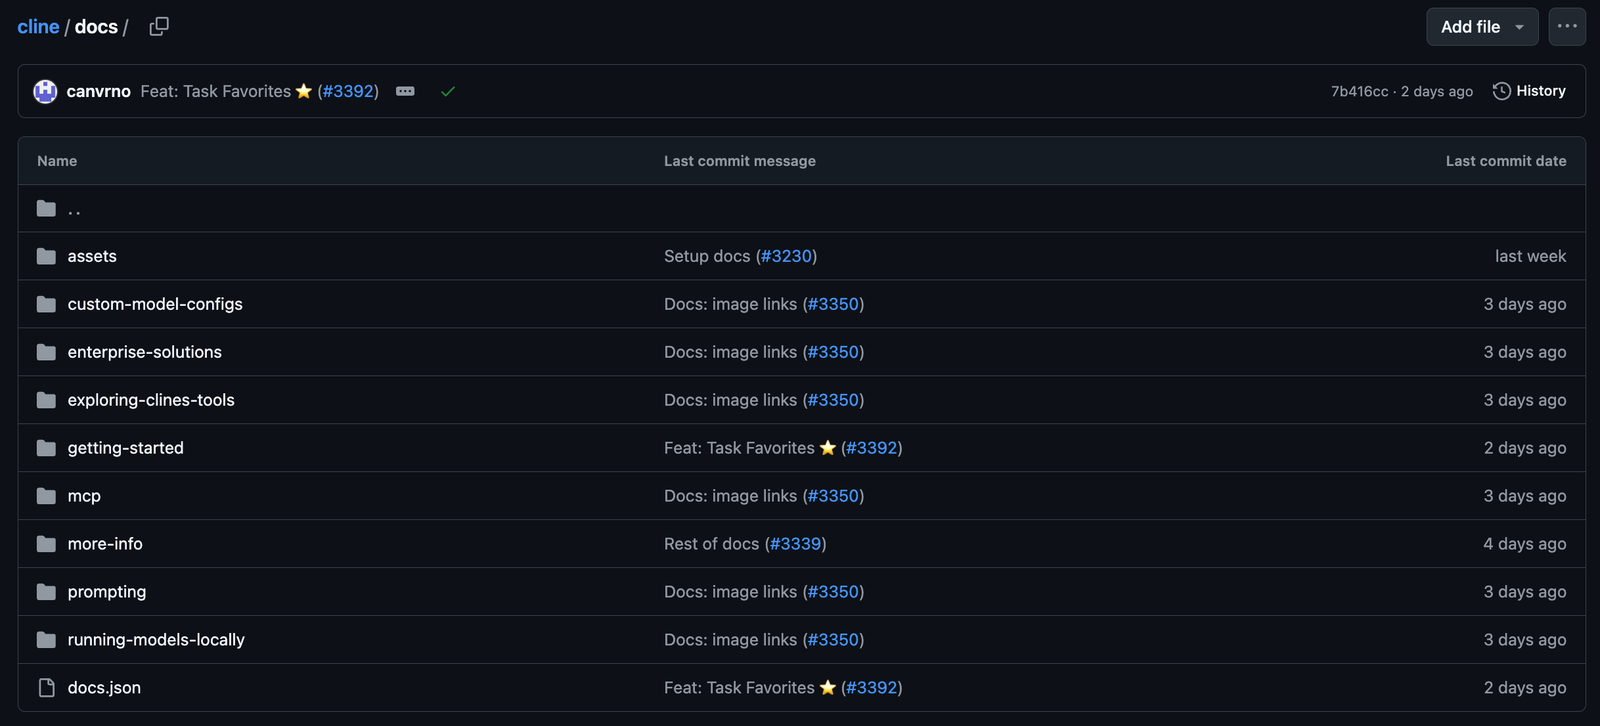 cline / docs /
Add file
canvrno Feat: Task Favorites ⭐ (#3392)
7b416cc · 2 days ago History
Name Last commit message Last commit date
..
assets Setup docs (#3230) last week
custom-model-configs Docs: image links (#3350) 3 days ago
enterprise-solutions Docs: image links (#3350) 3 days ago
exploring-clines-tools Docs: image links (#3350) 3 days ago
getting-started Feat: Task Favorites ⭐ (#3392) 2 days ago
mcp Docs: image links (#3350) 3 days ago
more-info Rest of docs (#3339) 4 days ago
prompting Docs: image links (#3350) 3 days ago
running-models-locally Docs: image links (#3350) 3 days ago
docs.json Feat: Task Favorites ⭐ (#3392) 2 days ago